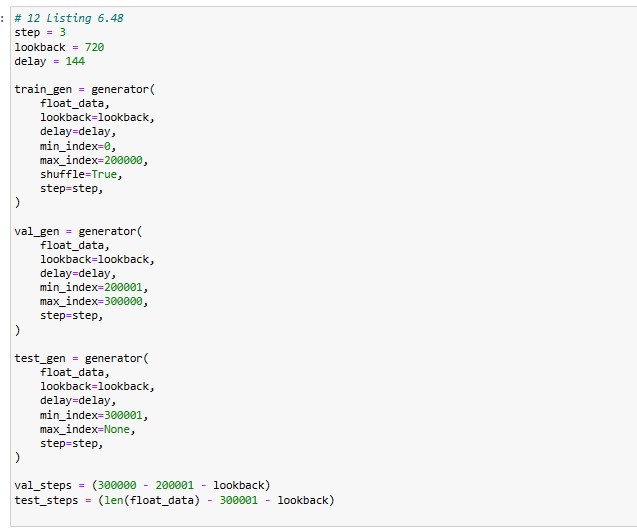 :
# 12 Listing 6.48
step = 3
lookback = 720
delay = 144

train_gen = generator(
    float_data,
    lookback=lookback,
    delay=delay,
    min_index=0,
    max_index=200000,
    shuffle=True,
    step=step,
)

val_gen = generator(
    float_data,
    lookback=lookback,
    delay=delay,
    min_index=200001,
    max_index=300000,
    step=step,
)

test_gen = generator(
    float_data,
    lookback=lookback,
    delay=delay,
    min_index=300001,
    max_index=None,
    step=step,
)

val_steps = (300000 - 200001 - lookback)
test_steps = (len(float_data) - 300001 - lookback)